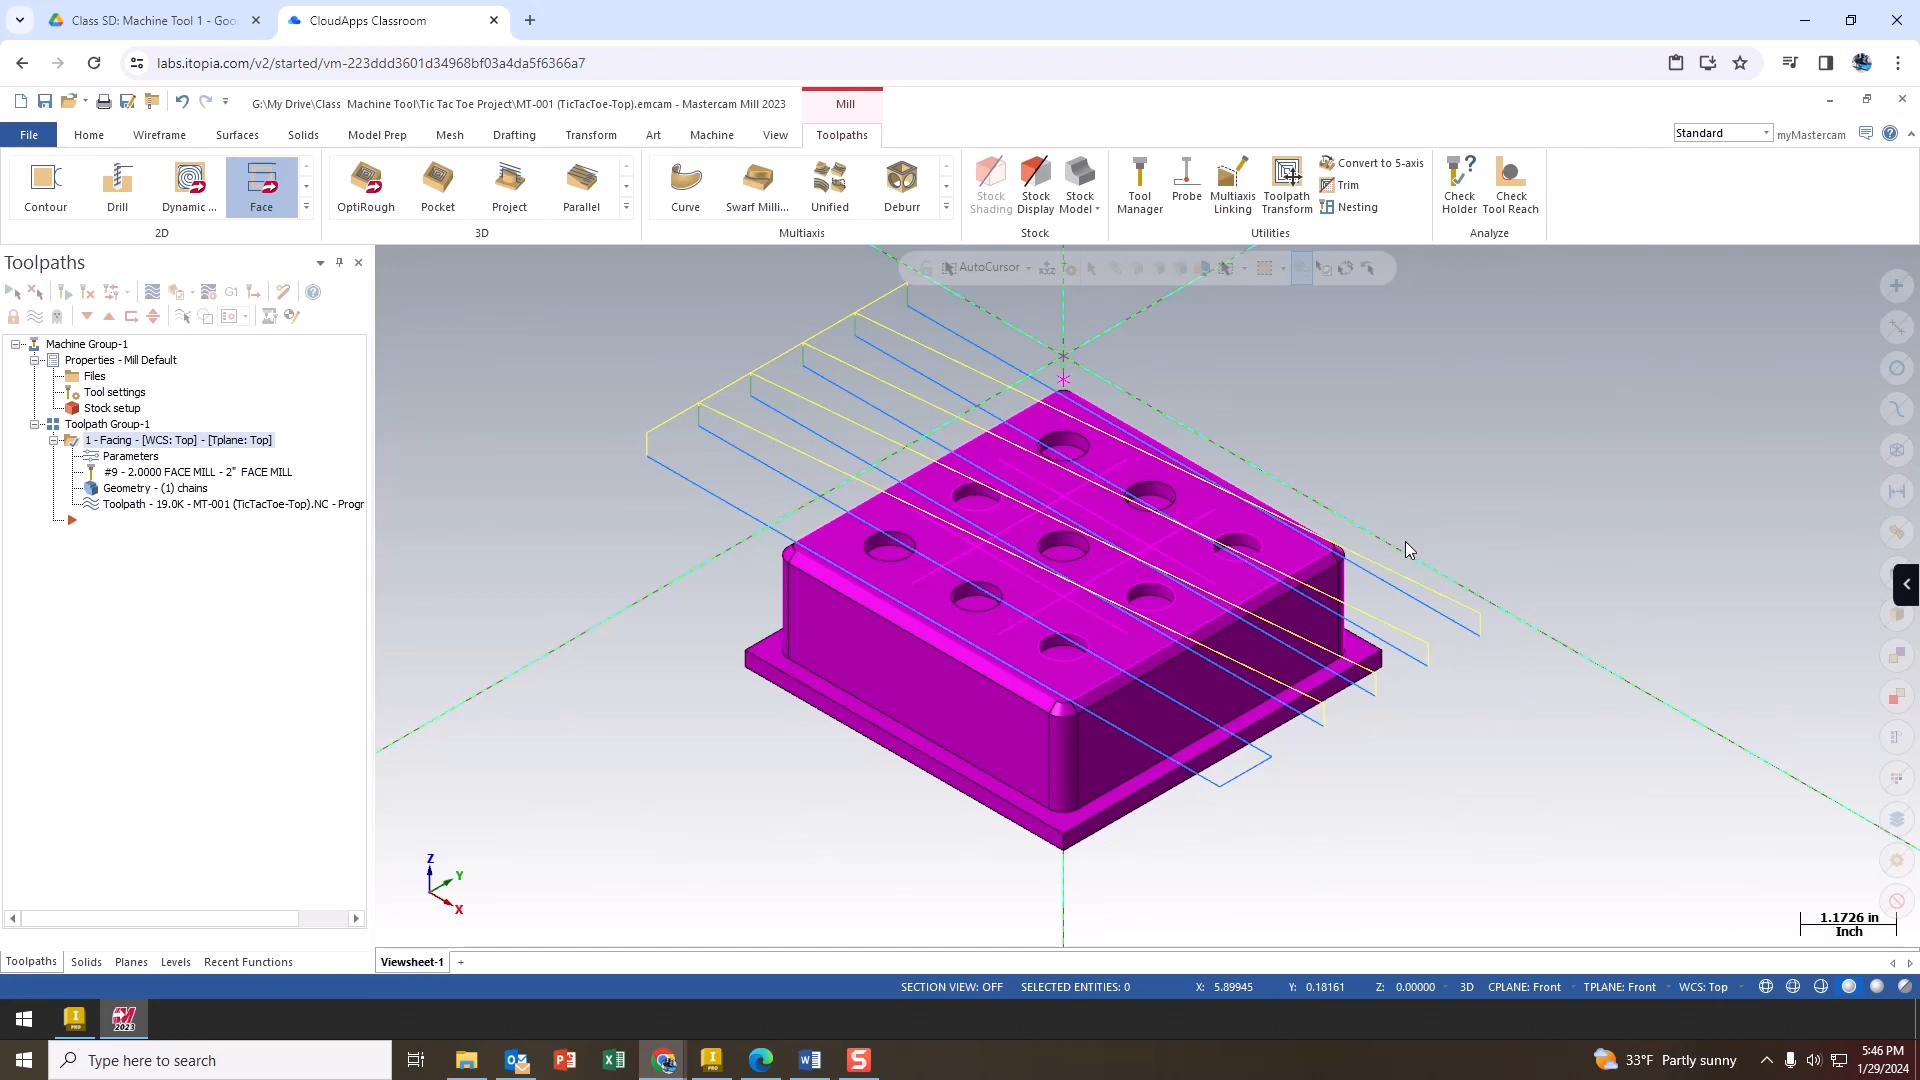 Class SD: Machine Tool 1 - Goo
CloudApps Classroom
labs.itopia.com/v2/started/vm-223ddd3601d34968bf03a4da5f6366a7
G:\My Drive\Class  Machine Tool\Tic Tac Toe Project\MT-001 (TicTacToe-Top).emcam - Mastercam Mill 2023
Mill
File Home Wireframe Surfaces Solids Model Prep Mesh Drafting Transform Art Machine View Toolpaths
Standard
myMastercam
Contour Drill Dynamic ... Face
2D
OptiRough Pocket Project Parallel
3D
Curve Swarf Milli... Unified Deburr
Multiaxis
Stock Shading
Stock Display
Stock Model
Stock
Tool Manager
Probe
Multiaxis Linking
Toolpath Transform
Convert to 5-axis
Trim
Nesting
Utilities
Check Holder
Check Tool Reach
Analyze
Toolpaths
G1
AutoCursor
XYZ
Machine Group-1
Properties - Mill Default
Files
Tool settings
Stock setup
Toolpath Group-1
1 - Facing - [WCS: Top] - [Tplane: Top]
Parameters
#9 - 2.0000 FACE MILL - 2"  FACE MILL
Geometry - (1) chains
Toolpath - 19.0K - MT-001 (TicTacToe-Top).NC - Progr
Z
Y
X
1.1726 in
Inch
Toolpaths Solids Planes Levels Recent Functions
Viewsheet-1 +
SECTION VIEW: OFF SELECTED ENTITIES: 0 X: 5.89945 Y: 0.18161 Z: 0.00000 3D CPLANE: Front TPLANE: Front WCS: Top
I PRO
2023
Type here to search
33°F Partly sunny
5:46 PM
1/29/2024